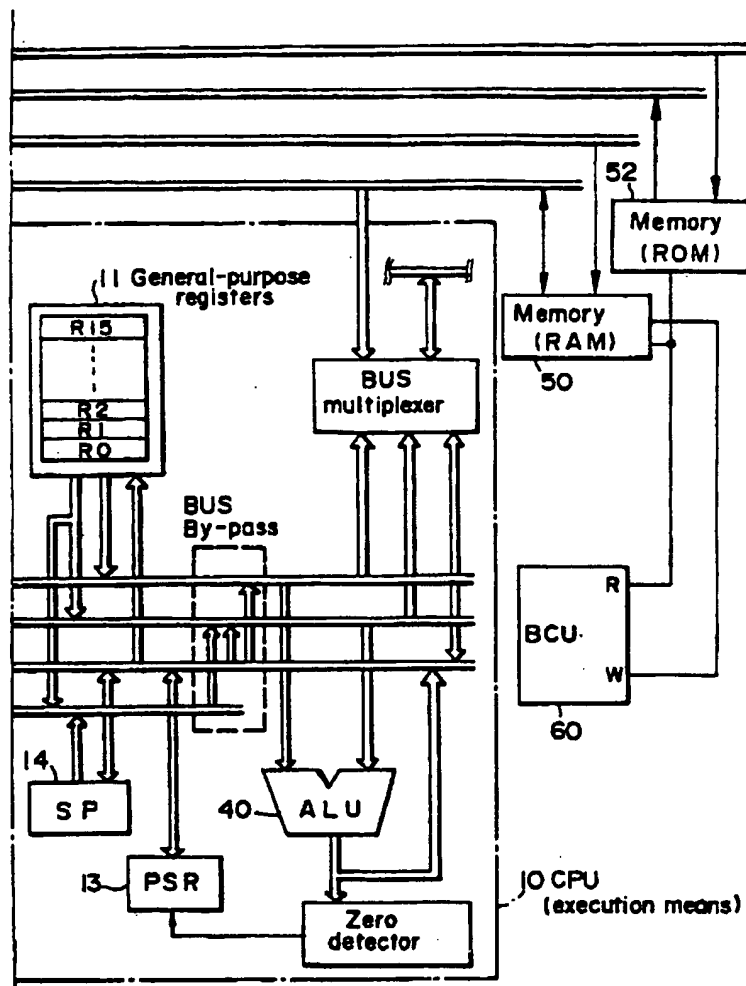 52
Memory
(ROM)
11 General-purpose
registers
R15
R2
R1
R0
Memory
(RAM)
50
BUS
multiplexer
BUS
By-pass
BCU
R
W
60
14
SP
40
ALU
13
PSR
Zero
detector
10 CPU
(execution means)